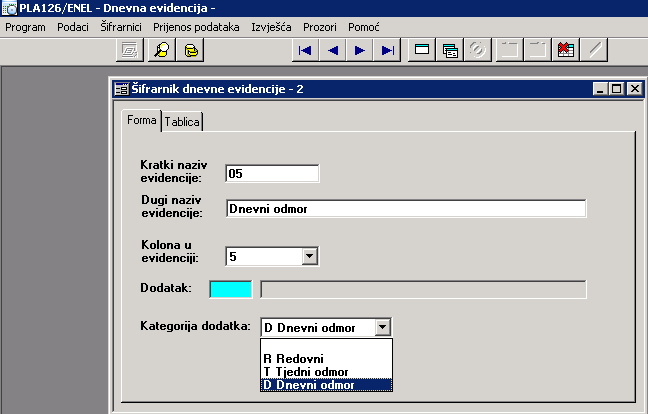 PLA126/ENEL - Dnevna evidencija -
Program Podaci Šifrarnici Prijenos podataka Izvješća Prozori Pomoć
Šifrarnik dnevne evidencije - 2
Forma Tablica
Kratki naziv
evidencije: 05
Dugi naziv
evidencije: Dnevni odmor
Kolona u
evidenciji: 5
Dodatak:
Kategorija dodatka: D Dnevni odmor
R Redovni
T Tjedni odmor
D Dnevni odmor